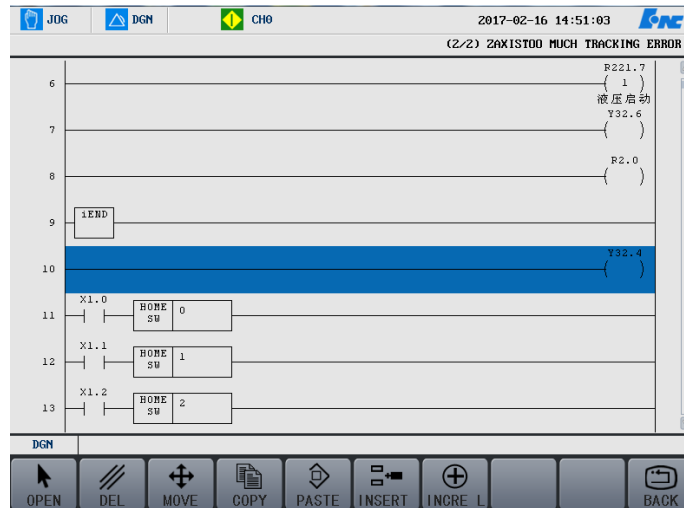 JOG DGN CH0 2017-02-16 14:51:03
(2/2) ZAXISTOO MUCH TRACKING ERROR
R221.7
6 ( 1 )
液压启动
Y32.6
7 ( )
R2.0
8 ( )
iEND
9
Y32.4
10 ( )
X1.0
11 HOME SW 0
X1.1
12 HOME SW 1
X1.2
13 HOME SW 2
DGN
OPEN DEL MOVE COPY PASTE INSERT INCRE L BACK